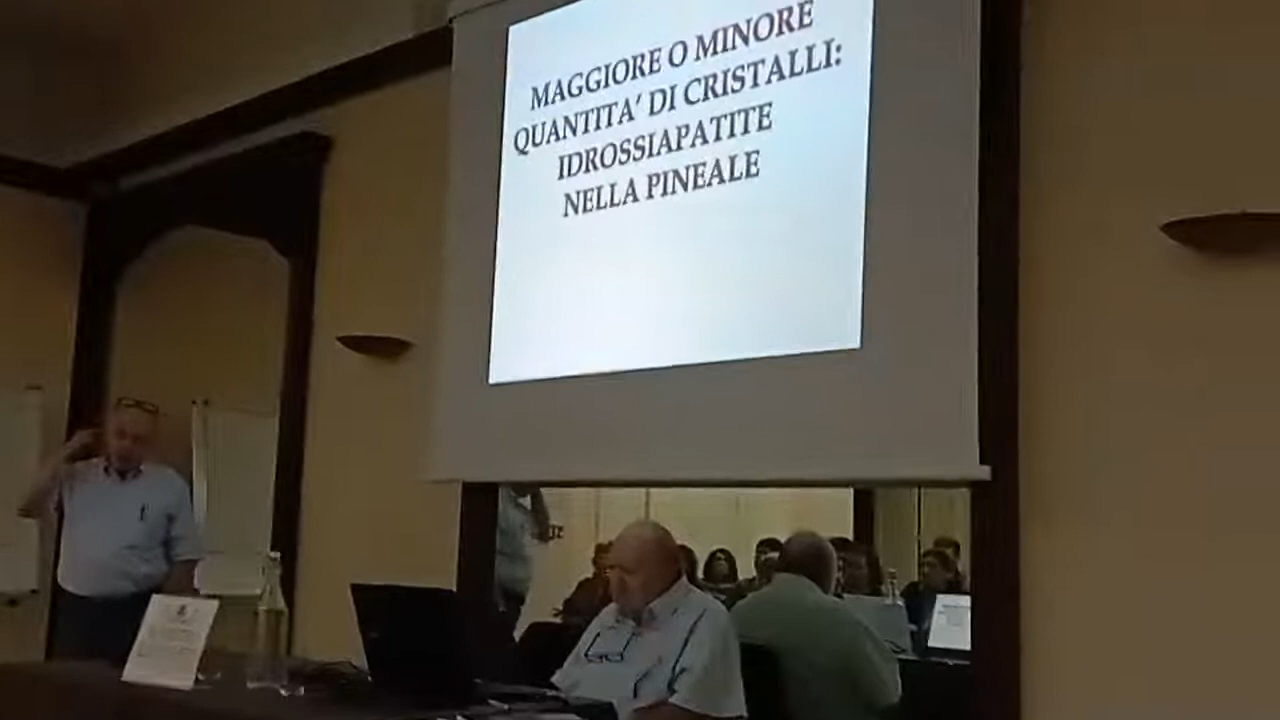 MAGGIORE O MINORE
QUANTITA' DI CRISTALLI:
IDROSSIAPATITE
NELLA PINEALE